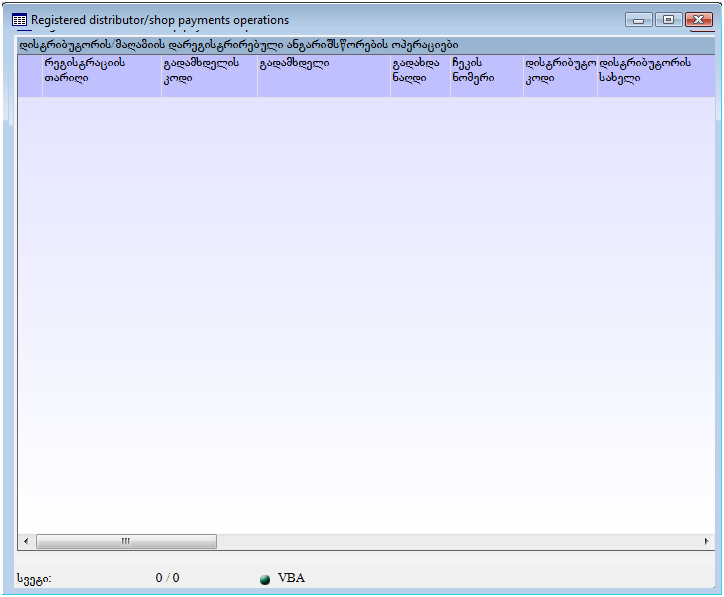 Registered distributor/shop payments operations
დისტრიბუტორის/მაღაზიის დარეგისტრირებული ანგარიშსწორების ოპერაციები
რეგისტრაციის თარიღი გადამხდელის კოდი გადამხდელი გადახდა ნაღდი ჩეკის ნომერი დისტრიბუტო კოდი დისტრიბუტორის სახელი
სვეტი: 0 / 0 VBA